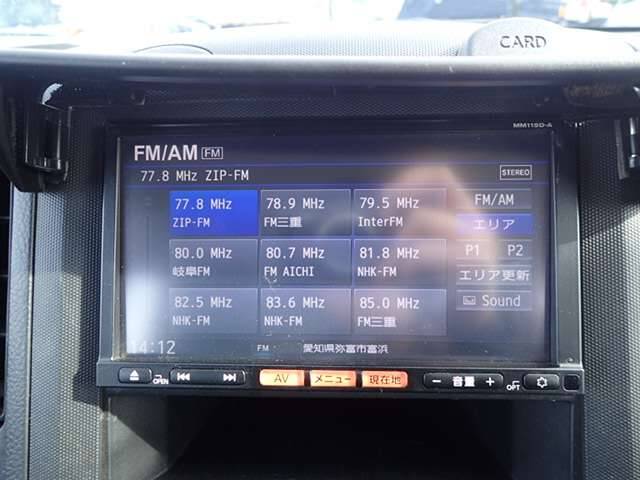 CARD
MM115D-A
FM/AM FM
77.8 MHz ZIP-FM
STEREO
77.8 MHz
ZIP-FM
78.9 MHz
FM三重
79.5 MHz
InterFM
FM/AM
エリア
80.0 MHz
岐阜FM
80.7 MHz
FM AICHI
81.8 MHz
NHK-FM
P1 P2
エリア更新
82.5 MHz
NHK-FM
83.6 MHz
NHK-FM
85.0 MHz
FM三重
Sound
14:12
FM
愛知県弥富市富浜
OPEN
AV
メニュー
現在地
− 音量 +
OPT